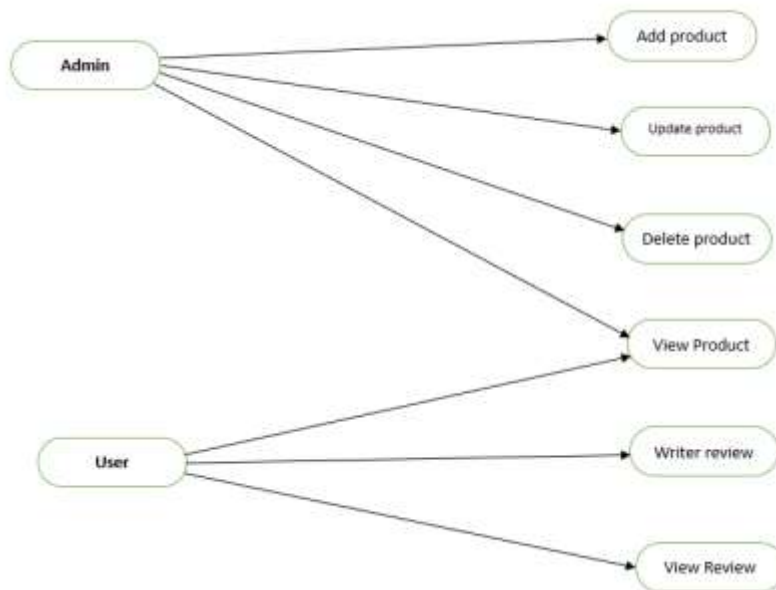 Add product
Admin
Update product
Delete product
View Product
User
Writer review
View Review